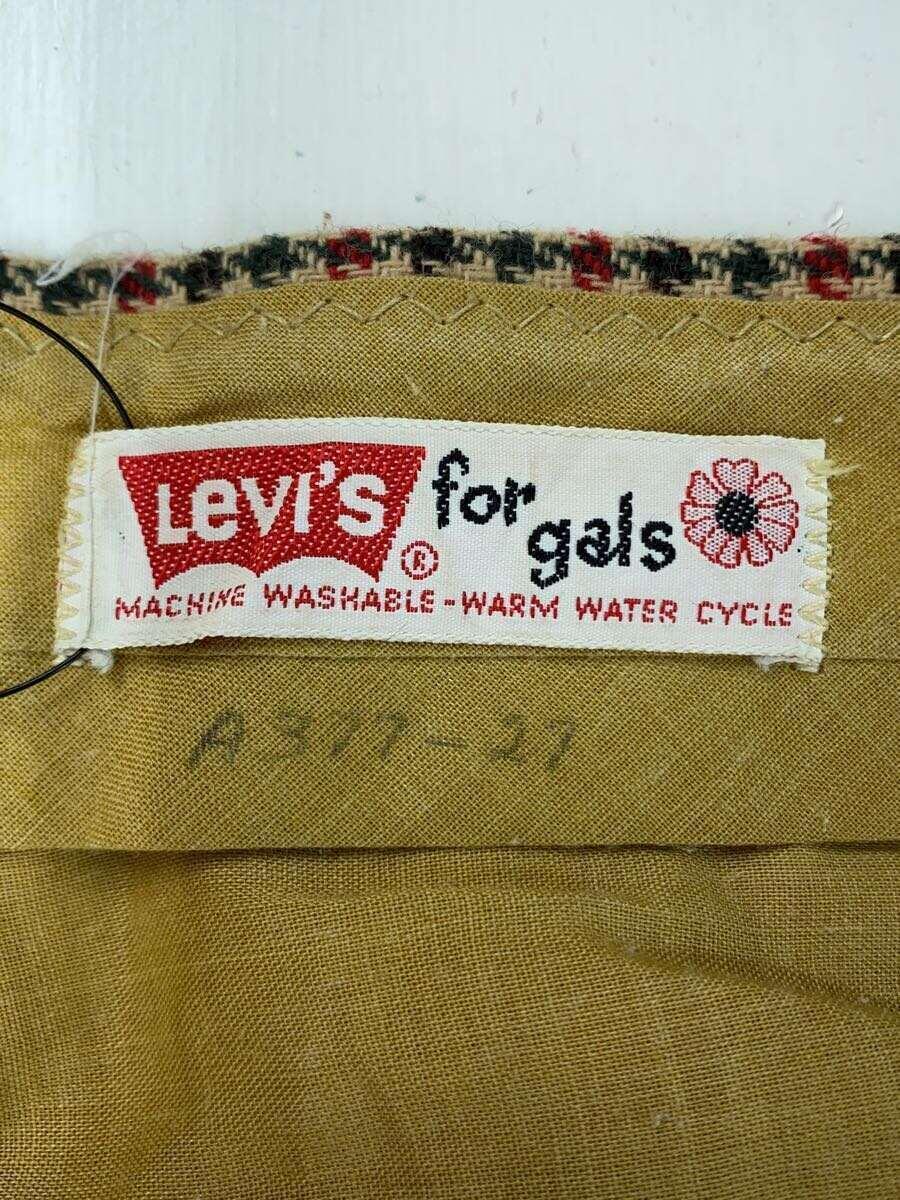 Levi's® for gals
MACHINE WASHABLE - WARM WATER CYCLE
A377-27